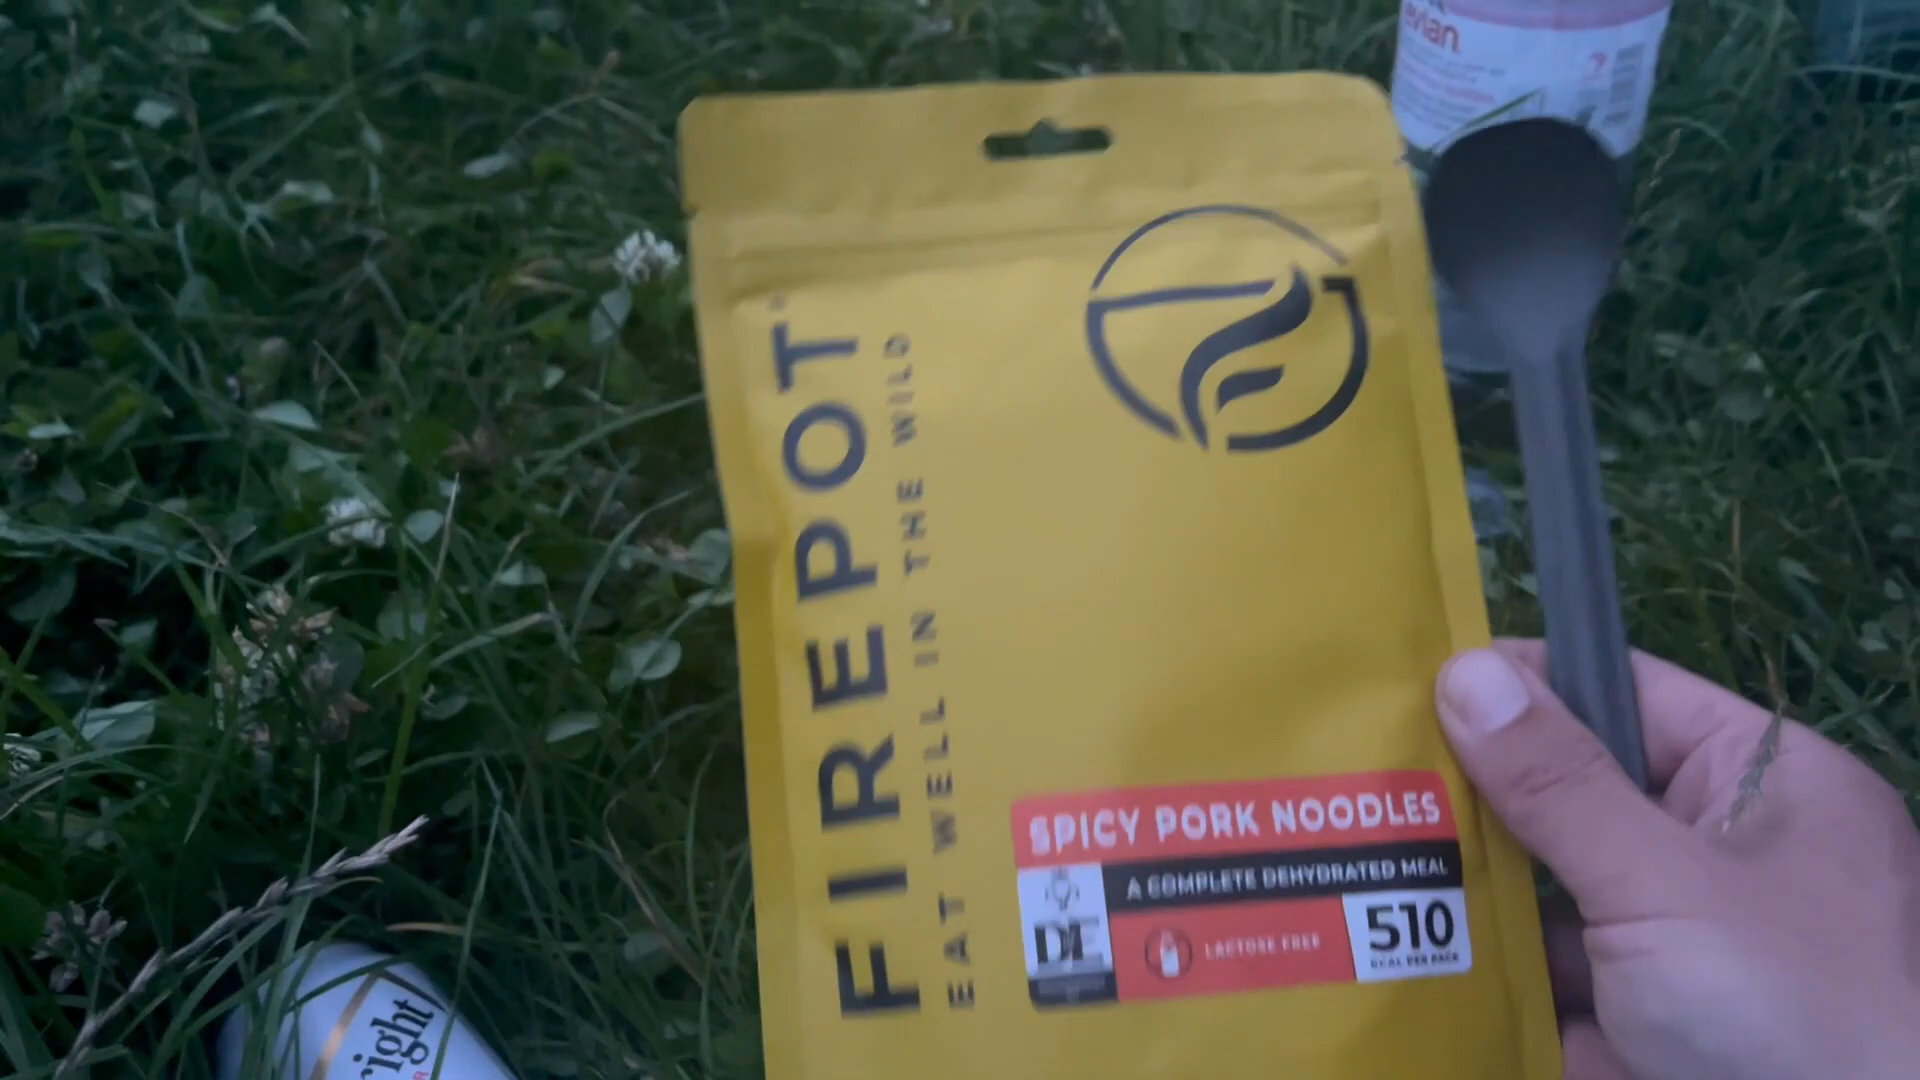 evian
FIREPOT
EAT WELL IN THE WILD
SPICY PORK NOODLES
A COMPLETE DEHYDRATED MEAL
DofE
LACTOSE FREE
510
KCAL PER PACK
right